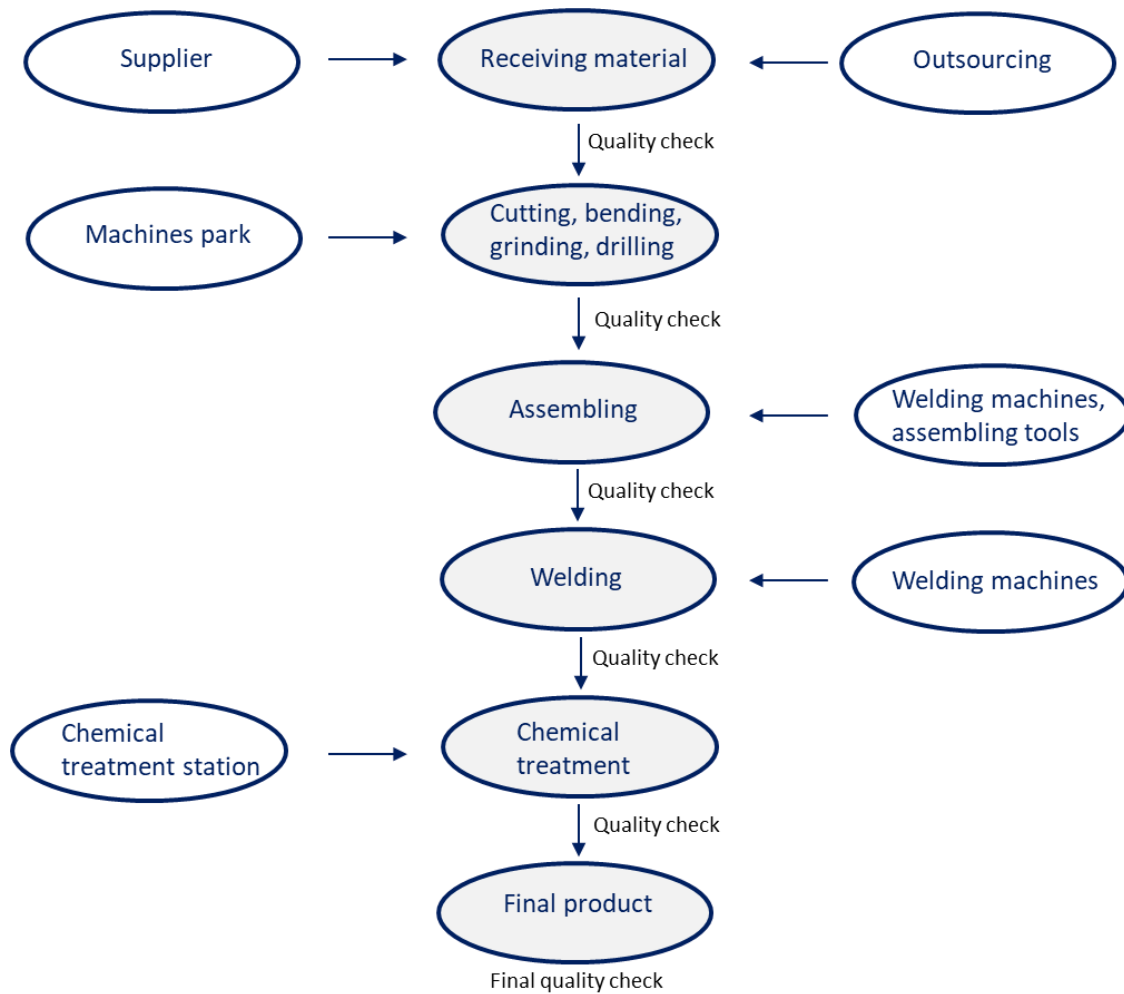 Supplier
Receiving material
Outsourcing
Quality check
Machines park
Cutting, bending,
grinding, drilling
Quality check
Assembling
Welding machines,
assembling tools
Quality check
Welding
Welding machines
Quality check
Chemical
treatment station
Chemical
treatment
Quality check
Final product
Final quality check